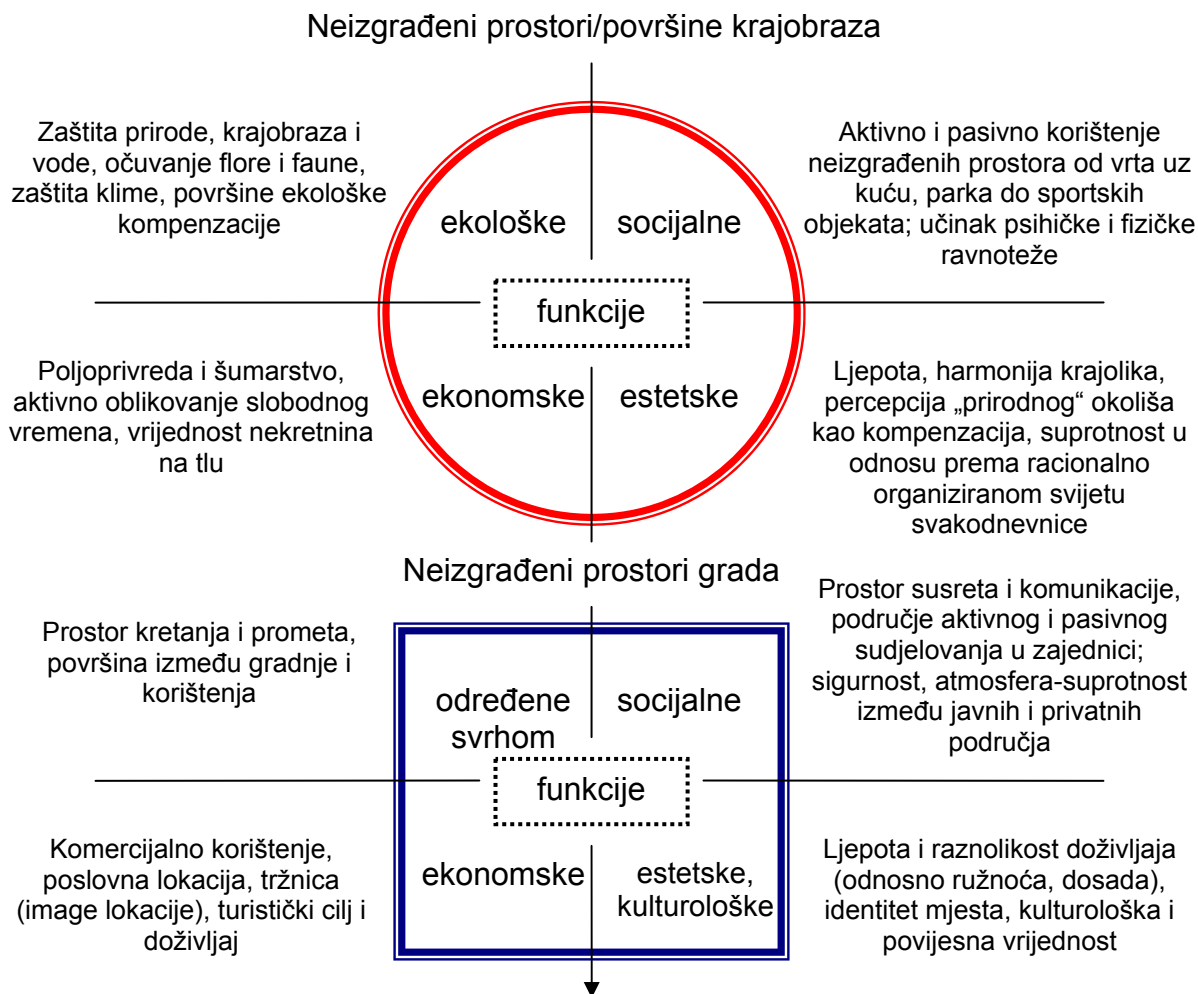 Neizgrađeni prostori/površine krajobraza
Zaštita prirode, krajobraza i
vode, očuvanje flore i faune,
zaštita klime, površine ekološke
kompenzacije
ekološke
socijalne
Aktivno i pasivno korištenje
neizgrađenih prostora od vrta uz
kuću, parka do sportskih
objekata; učinak psihičke i fizičke
ravnoteže
funkcije
Poljoprivreda i šumarstvo,
aktivno oblikovanje slobodnog
vremena, vrijednost nekretnina
na tlu
ekonomske
estetske
Ljepota, harmonija krajolika,
percepcija „prirodnog“ okoliša
kao kompenzacija, suprotnost u
odnosu prema racionalno
organiziranom svijetu
svakodnevnice
Neizgrađeni prostori grada
Prostor kretanja i prometa,
površina između gradnje i
korištenja
određene
svrhom
socijalne
Prostor susreta i komunikacije,
područje aktivnog i pasivnog
sudjelovanja u zajednici;
sigurnost, atmosfera-suprotnost
između javnih i privatnih
područja
funkcije
Komercijalno korištenje,
poslovna lokacija, tržnica
(image lokacije), turistički cilj i
doživljaj
ekonomske
estetske,
kulturološke
Ljepota i raznolikost doživljaja
(odnosno ružnoća, dosada),
identitet mjesta, kulturološka i
povijesna vrijednost